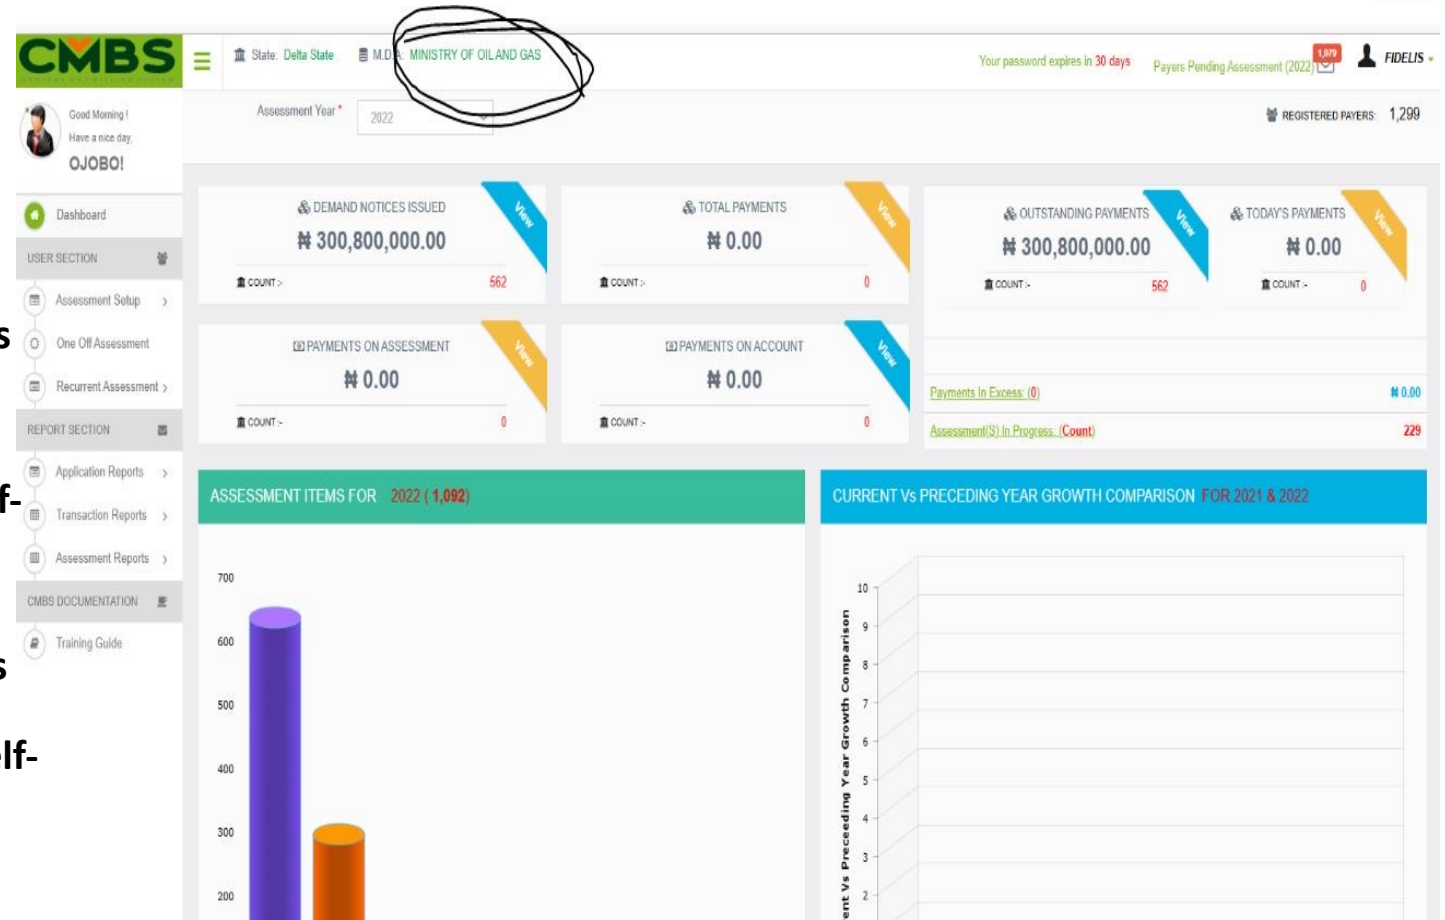 CMBS
State: Delta State
M.D.A: MINISTRY OF OIL AND GAS
Your password expires in 30 days
Payers Pending Assessment (2022)
1,079
FIDELIS
Good Morning !
Have a nice day,
OJOBO!
Assessment Year *
2022
REGISTERED PAYERS: 1,299
Dashboard
USER SECTION
Assessment Setup
One Off Assessment
Recurrent Assessment
REPORT SECTION
Application Reports
Transaction Reports
Assessment Reports
CMBS DOCUMENTATION
Training Guide
s
f-
s
elf-
DEMAND NOTICES ISSUED
View
₦ 300,800,000.00
COUNT :- 562
TOTAL PAYMENTS
View
₦ 0.00
COUNT :- 0
OUTSTANDING PAYMENTS
View
₦ 300,800,000.00
COUNT :- 562
TODAY'S PAYMENTS
View
₦ 0.00
COUNT :- 0
PAYMENTS ON ASSESSMENT
View
₦ 0.00
COUNT :- 0
PAYMENTS ON ACCOUNT
View
₦ 0.00
COUNT :- 0
Payments In Excess: (0) ₦ 0.00
Assessment(S) In Progress: (Count) 229
ASSESSMENT ITEMS FOR 2022 ( 1,092)
700
600
500
400
300
200
CURRENT Vs PRECEDING YEAR GROWTH COMPARISON FOR 2021 & 2022
10
9
8
7
6
5
4
3
2
ent Vs Preceeding Year Growth Comparison